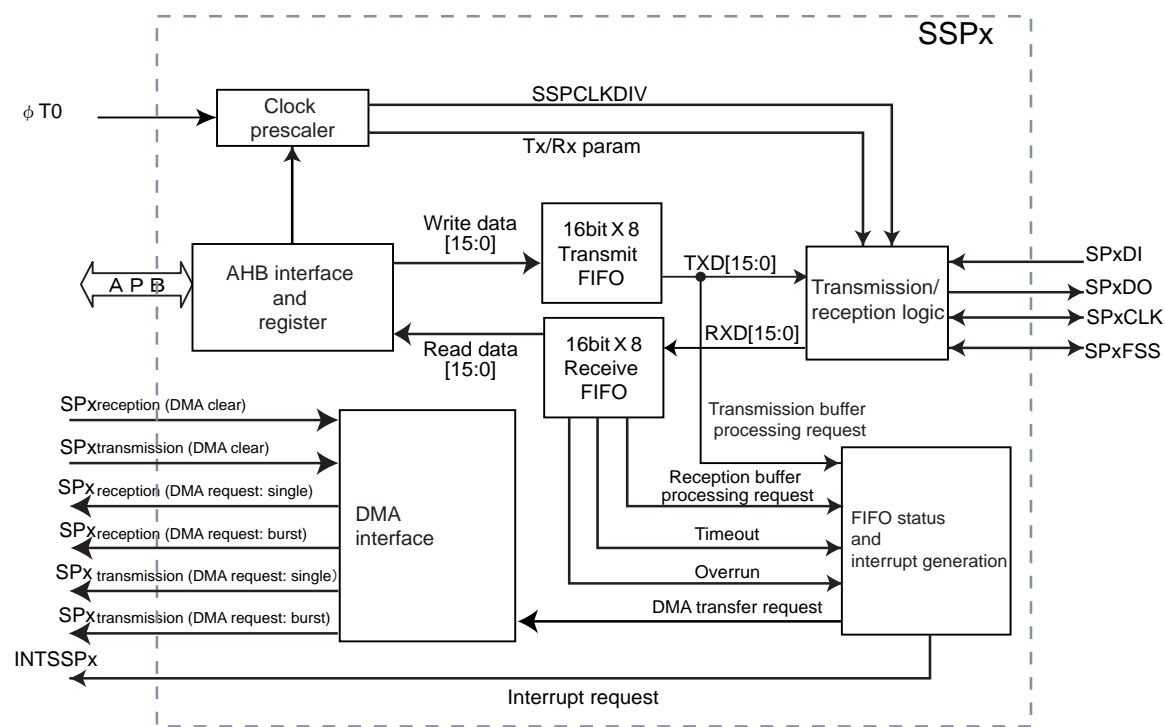 SSPx
φ T0
Clock
prescaler
SSPCLKDIV
Tx/Rx param
Write data
[15:0]
16bit X 8
Transmit
FIFO
TXD[15:0]
Transmission/
reception logic
SPxDI
SPxDO
SPxCLK
SPxFSS
A P B
AHB interface
and
register
Read data
[15:0]
16bit X 8
Receive
FIFO
RXD[15:0]
SPxreception (DMA clear)
SPxtransmission (DMA clear)
SPx reception (DMA request: single)
SPxreception (DMA request: burst)
SPx transmission (DMA request: single)
SPxtransmission (DMA request: burst)
INTSSPx
DMA
interface
Transmission buffer
processing request
Reception buffer
processing request
Timeout
Overrun
DMA transfer request
FIFO status
and
interrupt generation
Interrupt request